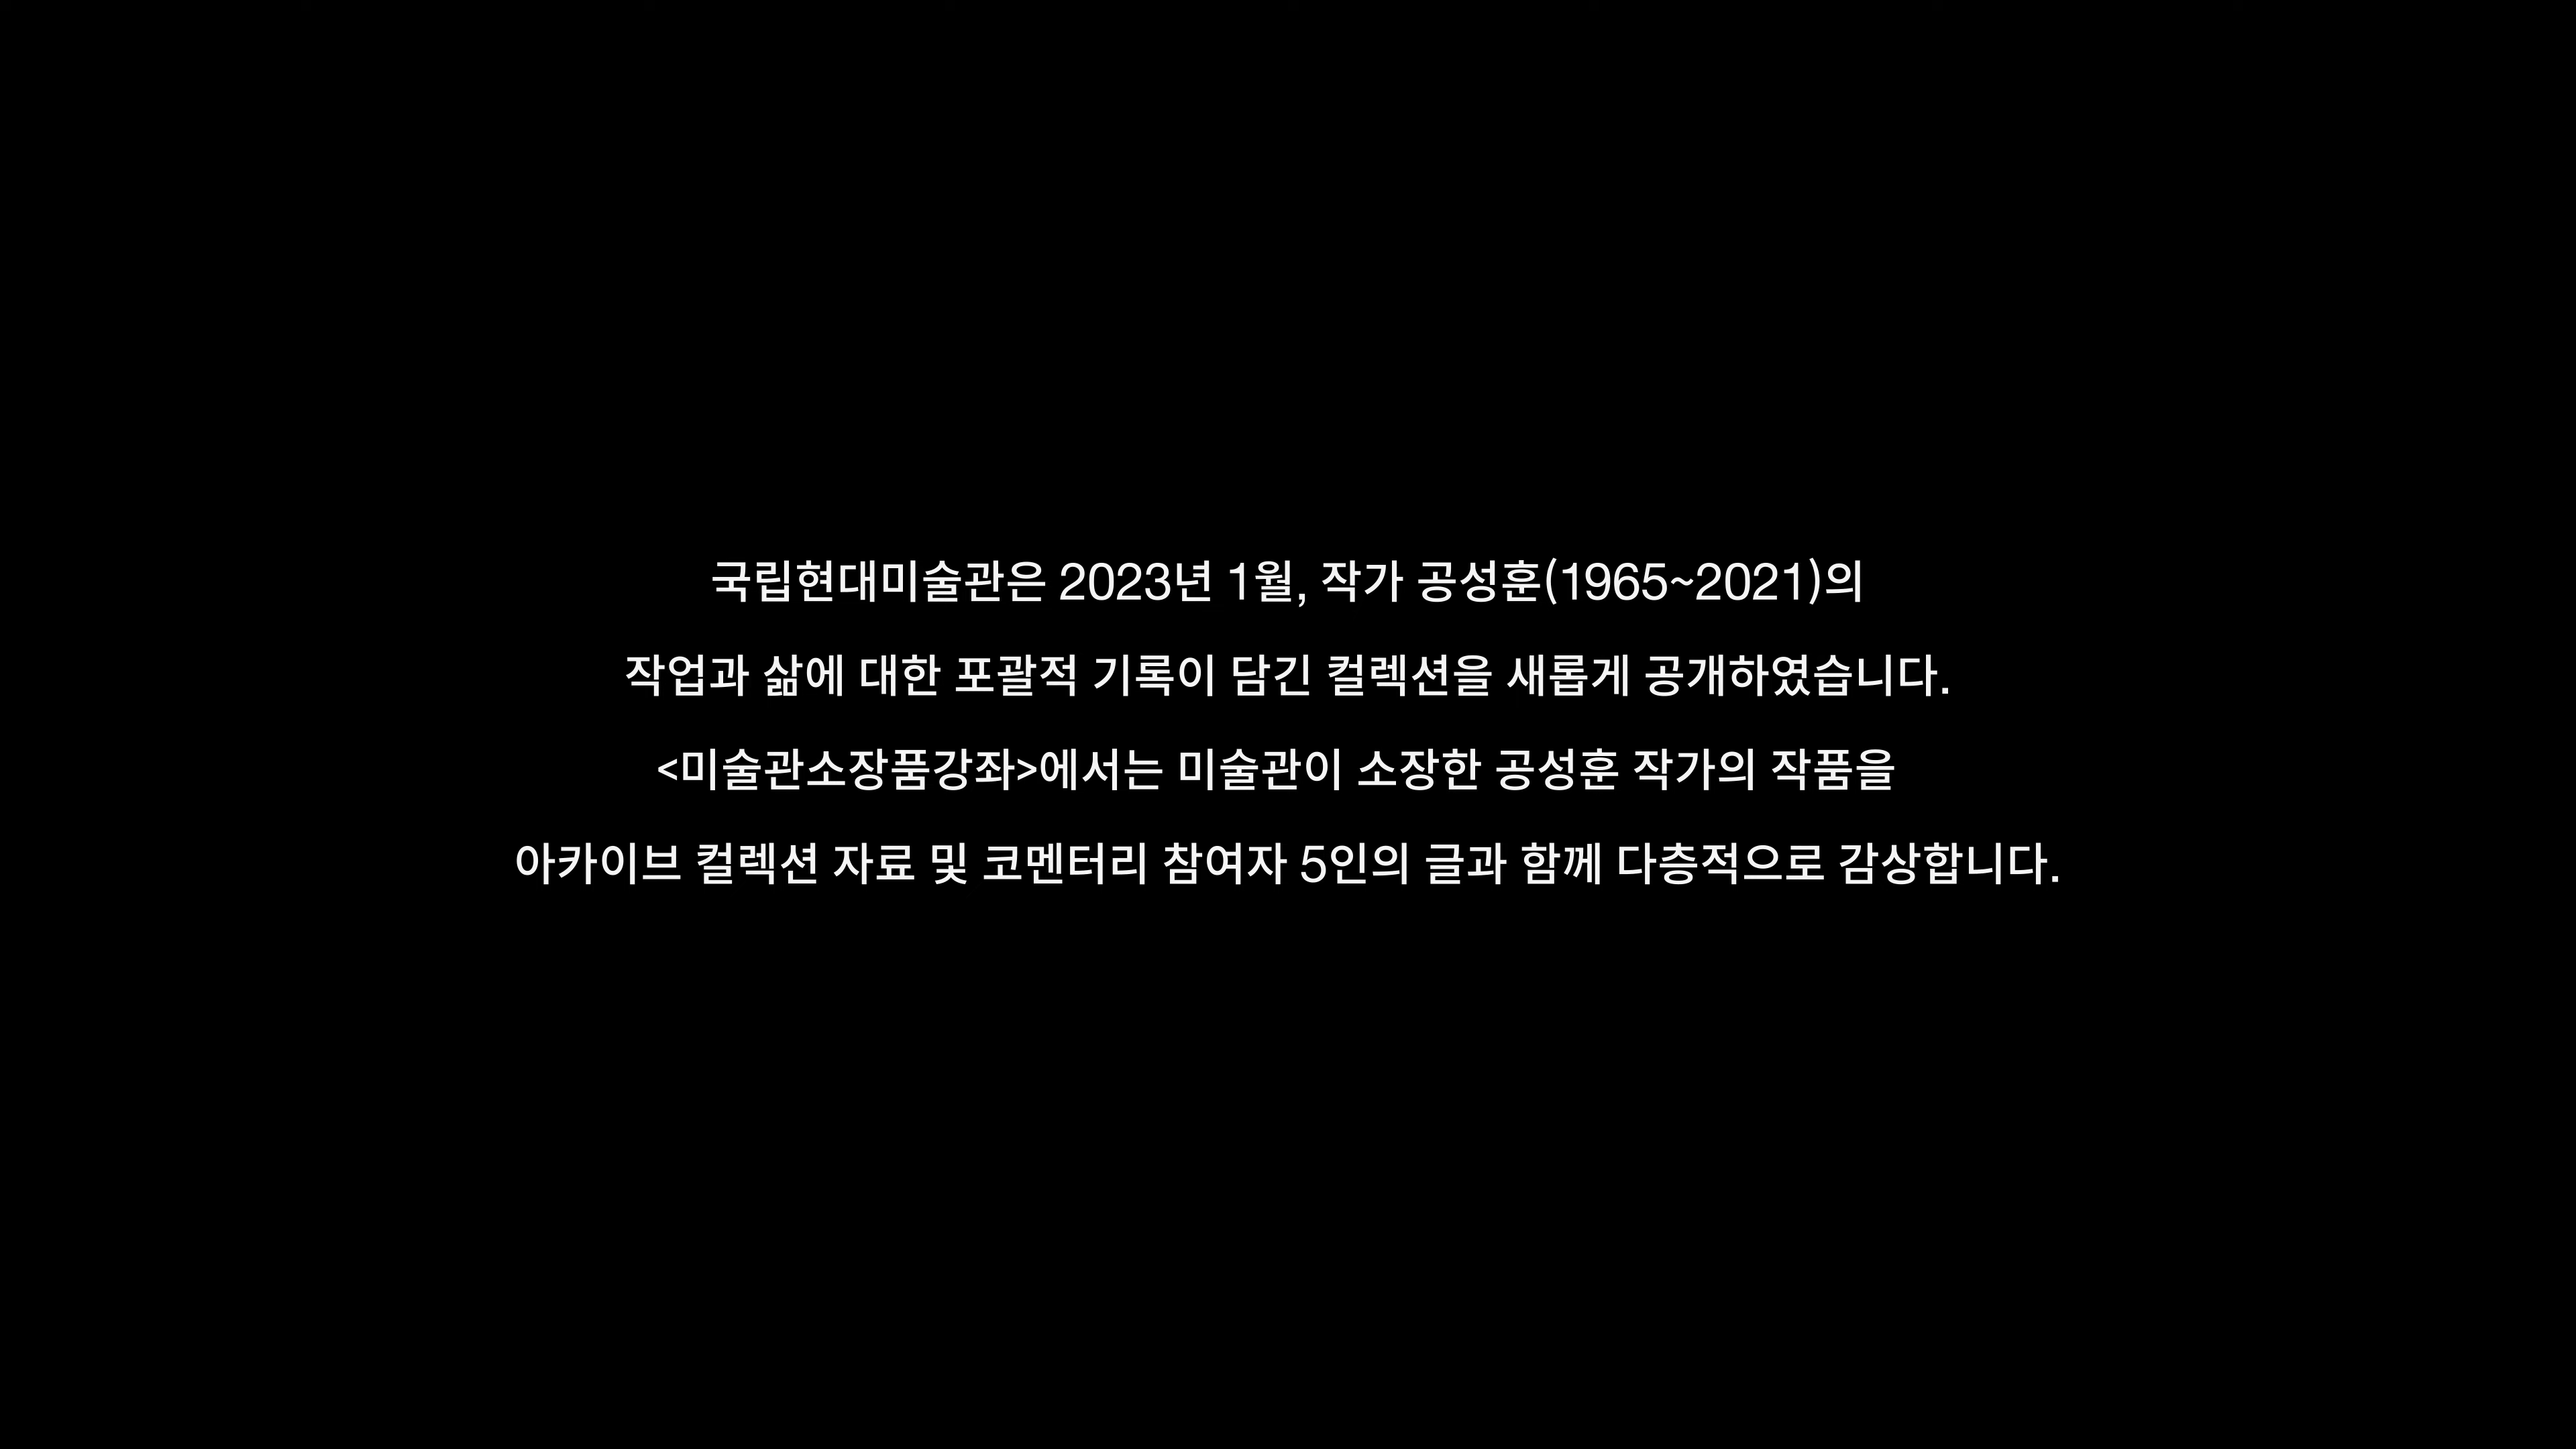 국립현대미술관은 2023년 1월, 작가 공성훈(1965~2021)의
작업과 삶에 대한 포괄적 기록이 담긴 컬렉션을 새롭게 공개하였습니다.
<미술관소장품강좌>에서는 미술관이 소장한 공성훈 작가의 작품을
아카이브 컬렉션 자료 및 코멘터리 참여자 5인의 글과 함께 다층적으로 감상합니다.